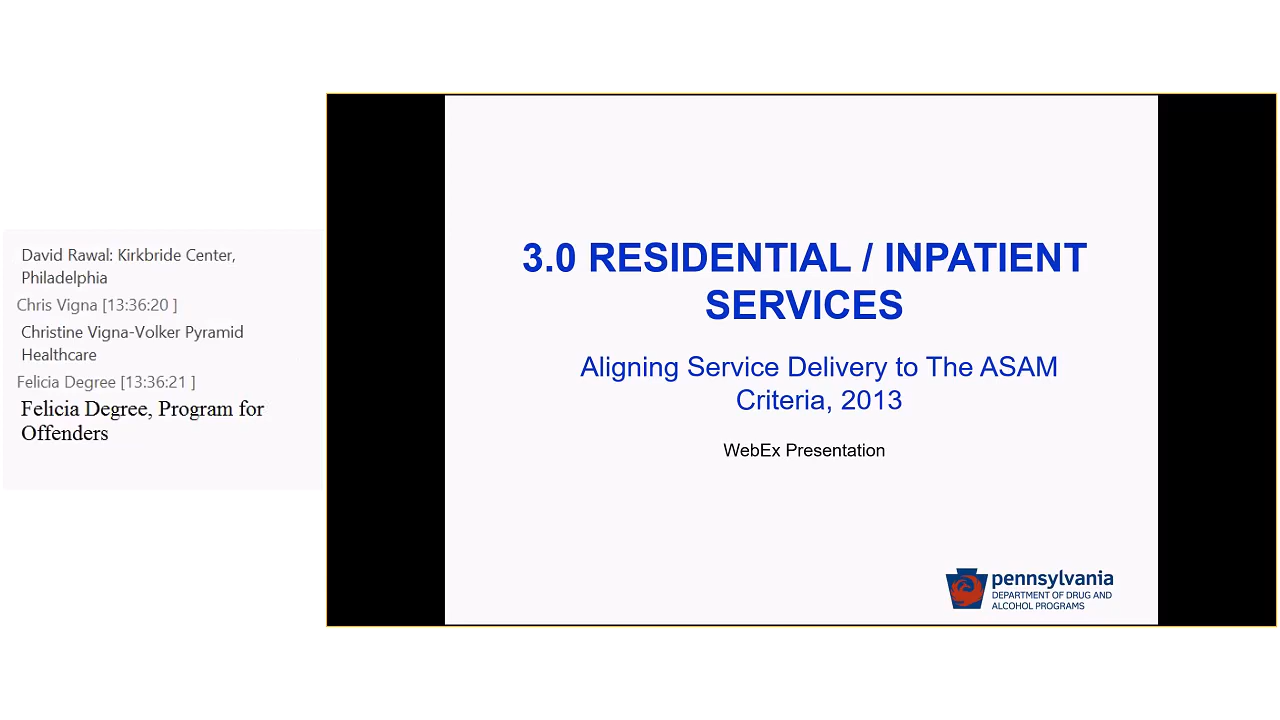 David Rawal: Kirkbride Center,
Philadelphia
Chris Vigna [13:36:20 ]
Christine Vigna-Volker Pyramid
Healthcare
Felicia Degree [13:36:21 ]
Felicia Degree, Program for
Offenders
3.0 RESIDENTIAL / INPATIENT
SERVICES
Aligning Service Delivery to The ASAM
Criteria, 2013
WebEx Presentation
pennsylvania
DEPARTMENT OF DRUG AND
ALCOHOL PROGRAMS